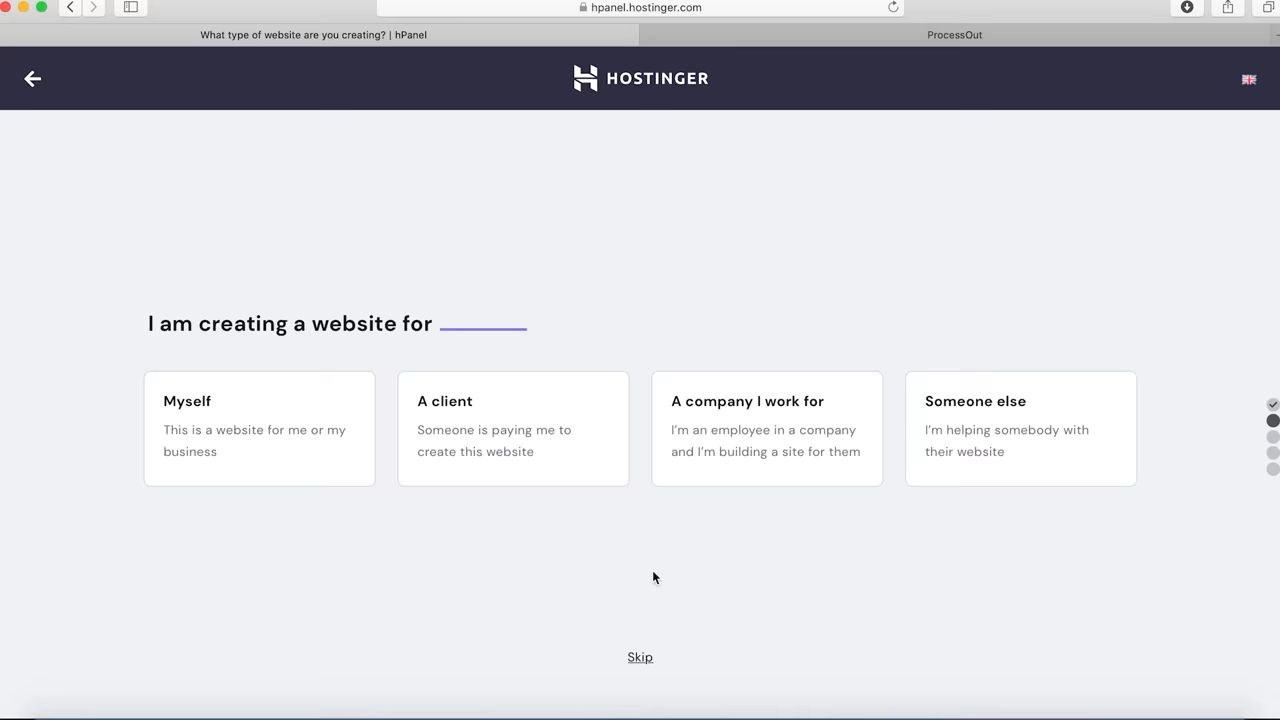 hpanel.hostinger.com
What type of website are you creating? | hPanel
ProcessOut
HOSTINGER
I am creating a website for
Myself
This is a website for me or my
business
A client
Someone is paying me to
create this website
A company I work for
I'm an employee in a company
and I'm building a site for them
Someone else
I'm helping somebody with
their website
Skip